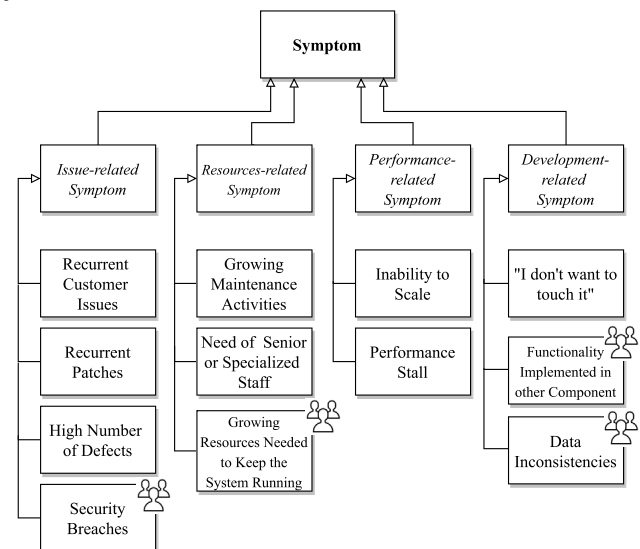 Symptom
Issue-related
Symptom
Resources-related
Symptom
Performance-
related
Symptom
Development-
related
Symptom
Recurrent
Customer
Issues
Recurrent
Patches
High Number
of Defects
Security
Breaches
Growing
Maintenance
Activities
Need of Senior
or Specialized
Staff
Growing
Resources Needed
to Keep the
System Running
Inability to
Scale
Performance
Stall
"I don't want to
touch it"
Functionality
Implemented in
other Component
Data
Inconsistencies